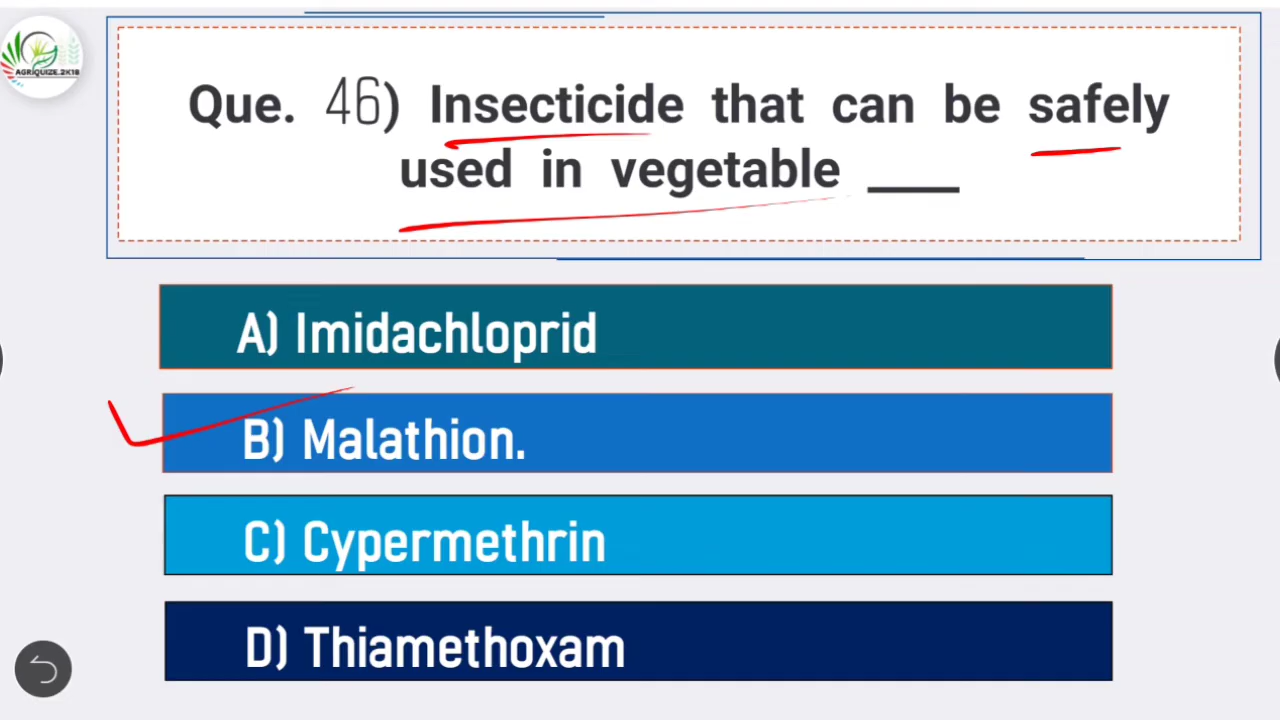 AGRIQUIZE.2K18
Que. 46) Insecticide that can be safely
used in vegetable ____
A) Imidachloprid
B) Malathion.
C) Cypermethrin
D) Thiamethoxam